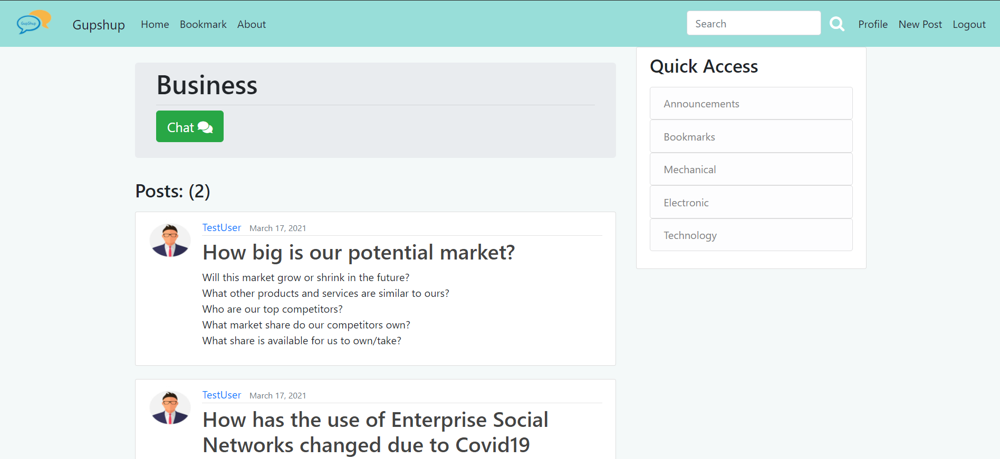 GupShup
Gupshup
Home
Bookmark
About
Search
Profile
New Post
Logout
Business
Chat
Posts: (2)
TestUser March 17, 2021
How big is our potential market?
Will this market grow or shrink in the future?
What other products and services are similar to ours?
Who are our top competitors?
What market share do our competitors own?
What share is available for us to own/take?
TestUser March 17, 2021
How has the use of Enterprise Social
Networks changed due to Covid19
Quick Access
Announcements
Bookmarks
Mechanical
Electronic
Technology